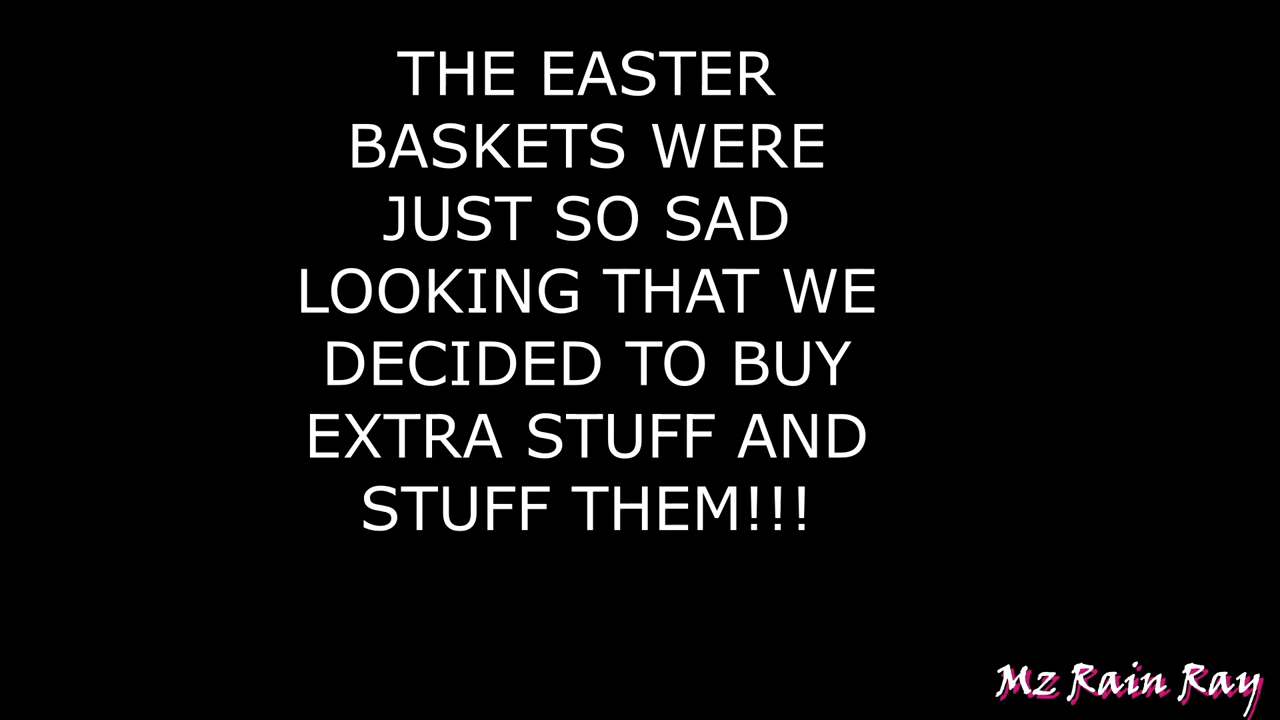 THE EASTER
BASKETS WERE
JUST SO SAD
LOOKING THAT WE
DECIDED TO BUY
EXTRA STUFF AND
STUFF THEM!!!
Mz Rain Ray